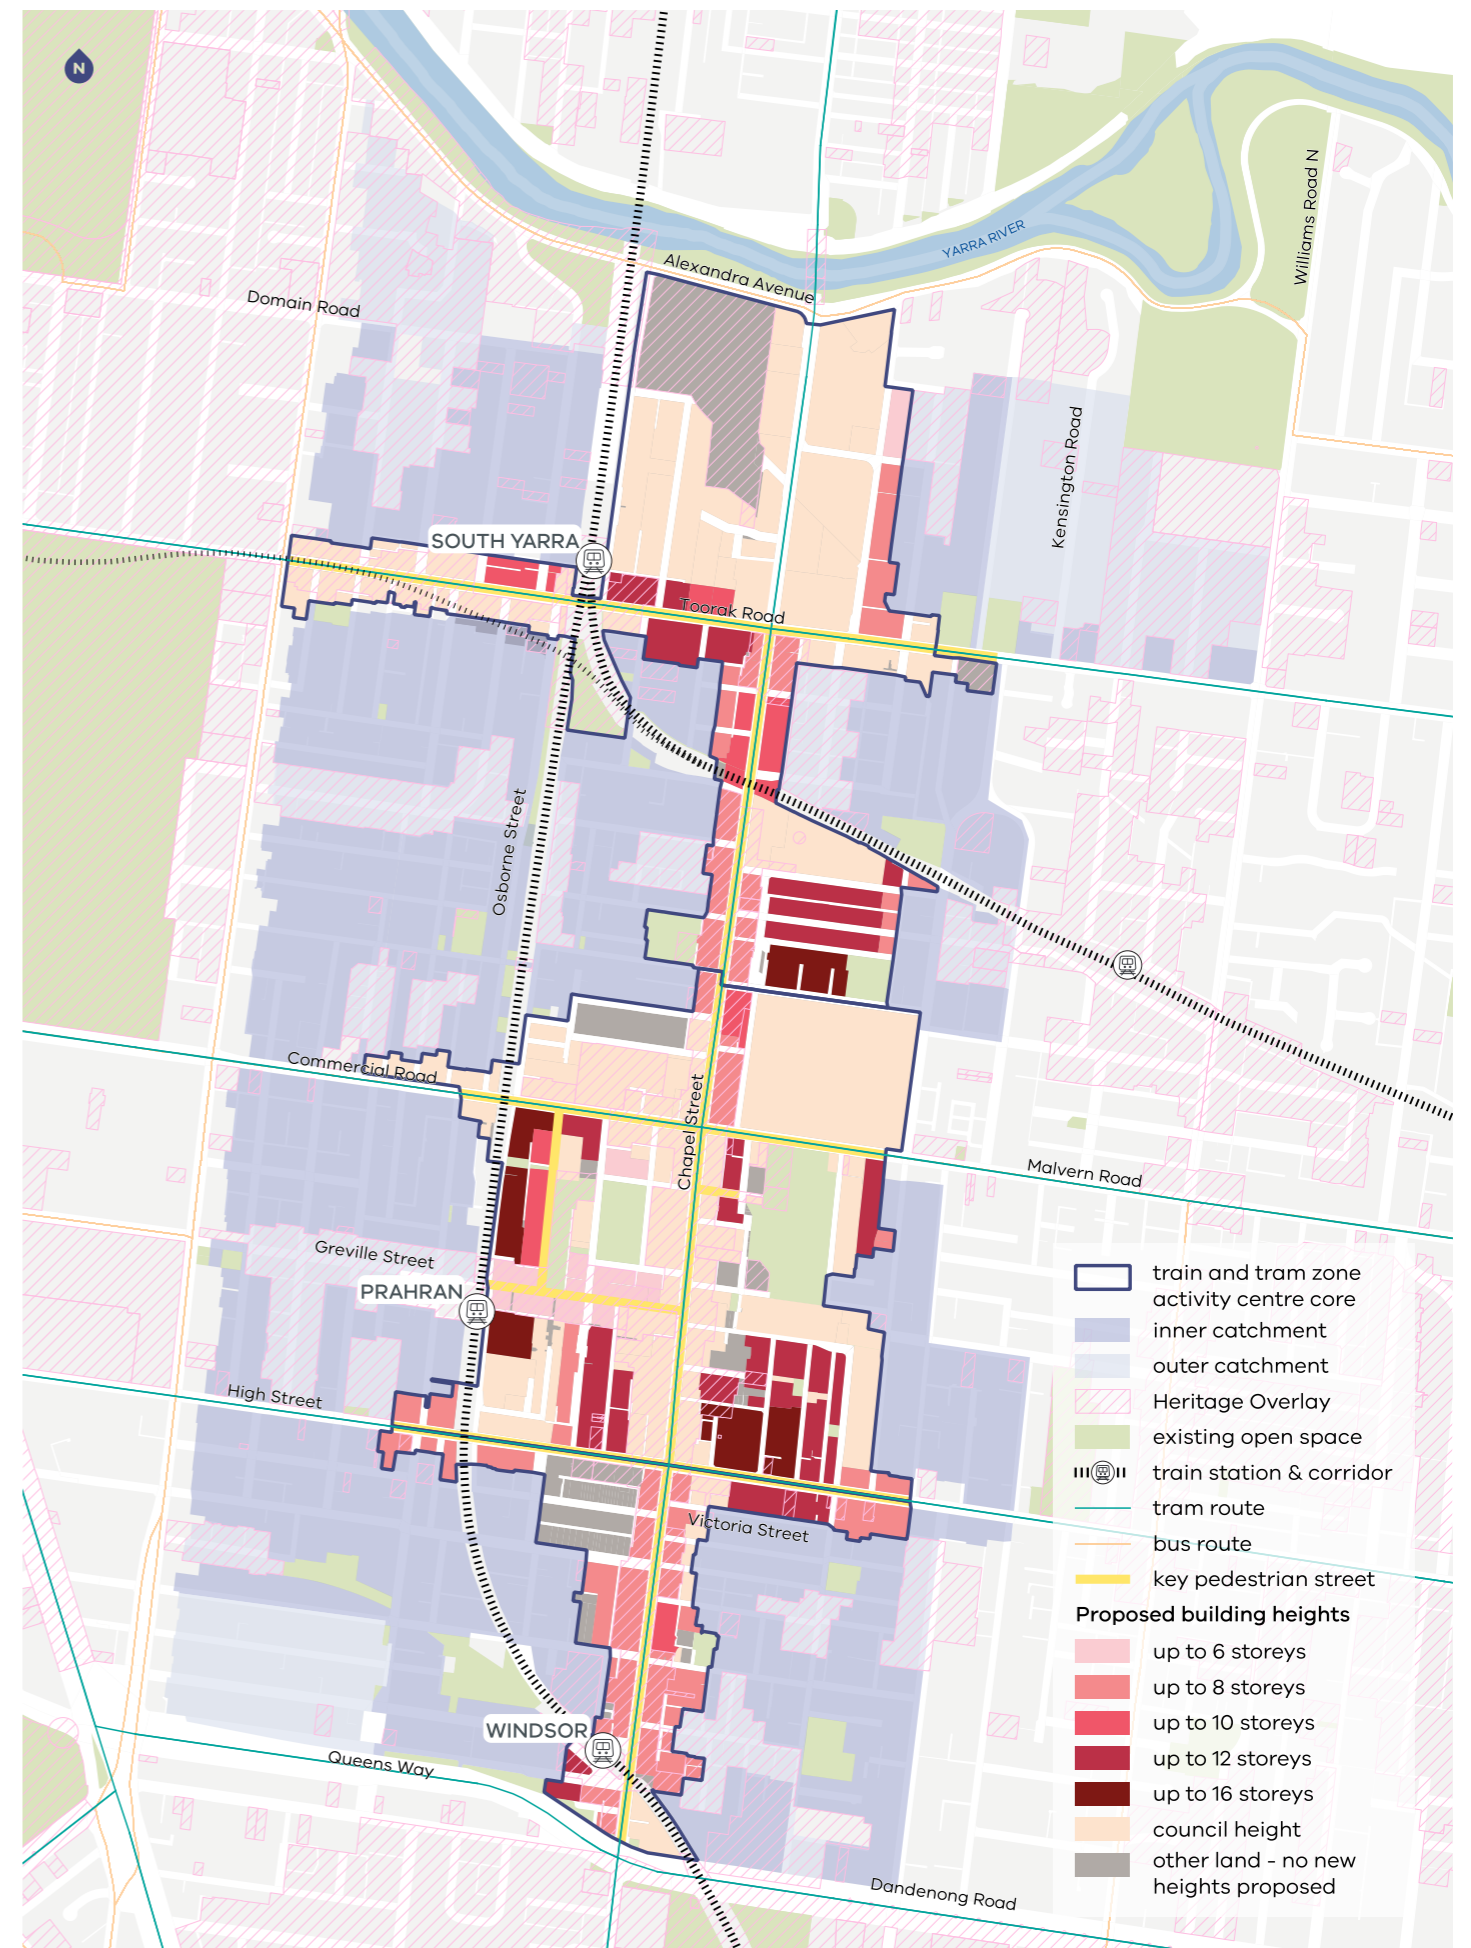 N
Williams Road N
YARRA RIVER
Alexandra Avenue
Domain Road
Kensington Road
SOUTH YARRA
Toorak Road
Osborne Street
Commercial Road
Chapel Street
Malvern Road
Greville Street
PRAHRAN
High Street
Victoria Street
WINDSOR
Queens Way
Dandenong Road
train and tram zone
activity centre core
inner catchment
outer catchment
Heritage Overlay
existing open space
train station & corridor
tram route
bus route
key pedestrian street
Proposed building heights
up to 6 storeys
up to 8 storeys
up to 10 storeys
up to 12 storeys
up to 16 storeys
council height
other land - no new
heights proposed